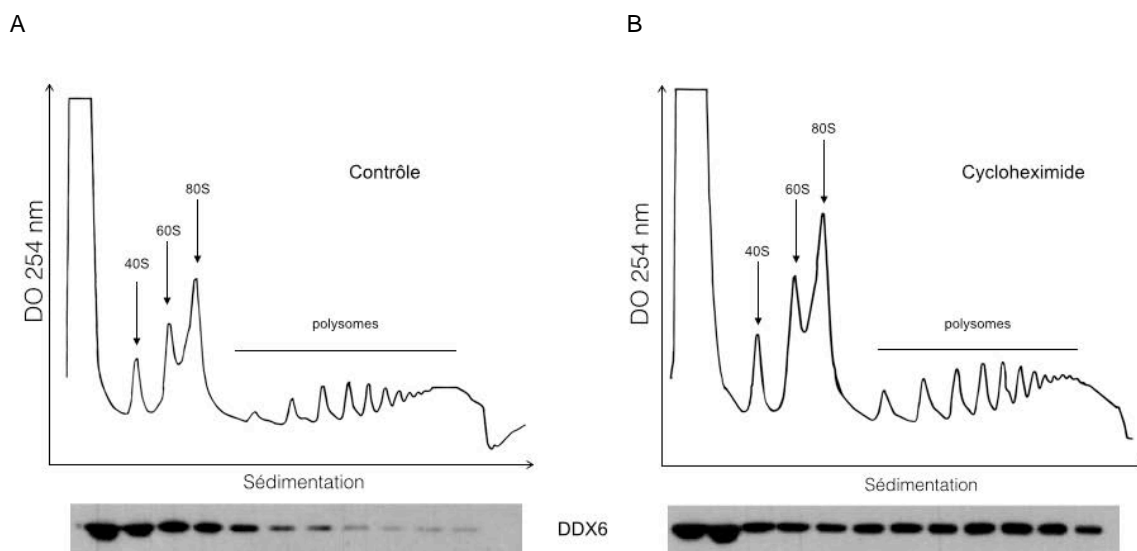 A
DO 254 nm
40S
60S
80S
Contrôle
polysomes
Sédimentation
B
DO 254 nm
40S
60S
80S
Cycloheximide
polysomes
Sédimentation
DDX6